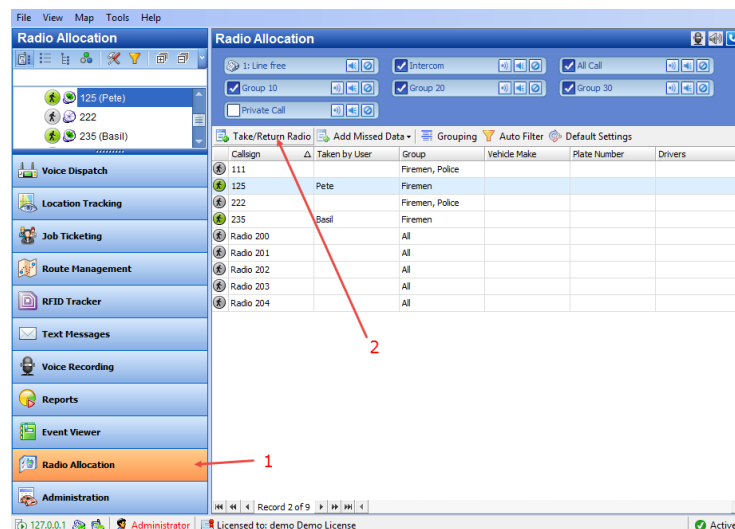 File View Map Tools Help
Radio Allocation
125 (Pete)
222
235 (Basil)
Voice Dispatch
Location Tracking
Job Ticketing
Route Management
RFID Tracker
Text Messages
Voice Recording
Reports
Event Viewer
Radio Allocation
Administration
Radio Allocation
1: Line free Intercom All Call
Group 10 Group 20 Group 30
Private Call
Take/Return Radio Add Missed Data Grouping Auto Filter Default Settings
Callsign Taken by User Group Vehicle Make Plate Number Drivers
111 Firemen, Police
125 Pete Firemen
222 Firemen, Police
235 Basil Firemen
Radio 200 All
Radio 201 All
Radio 202 All
Radio 203 All
Radio 204 All
2
1
Record 2 of 9
127.0.0.1 Administrator Licensed to: demo Demo License Active